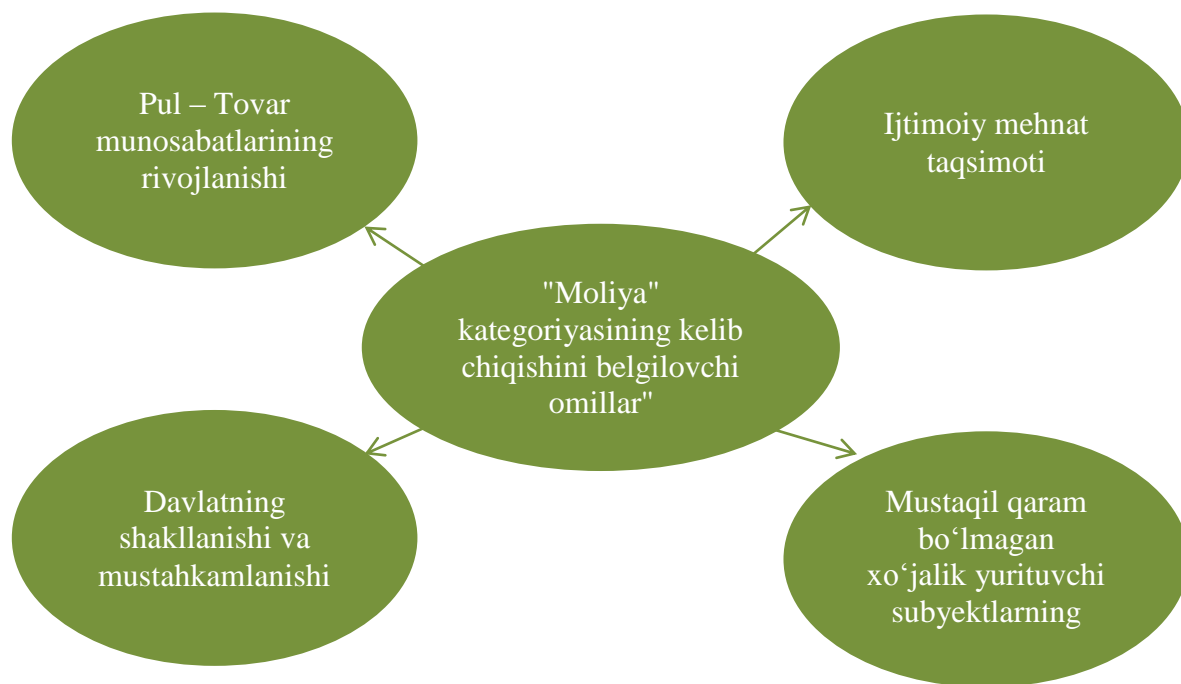 Pul – Tovar
munosabatlarining
rivojlanishi
Ijtimoiy mehnat
taqsimoti
"Moliya"
kategoriyasining kelib
chiqishini belgilovchi
omillar"
Davlatning
shakllanishi va
mustahkamlanishi
Mustaqil qaram
bo‘lmagan
xo‘jalik yurituvchi
subyektlarning